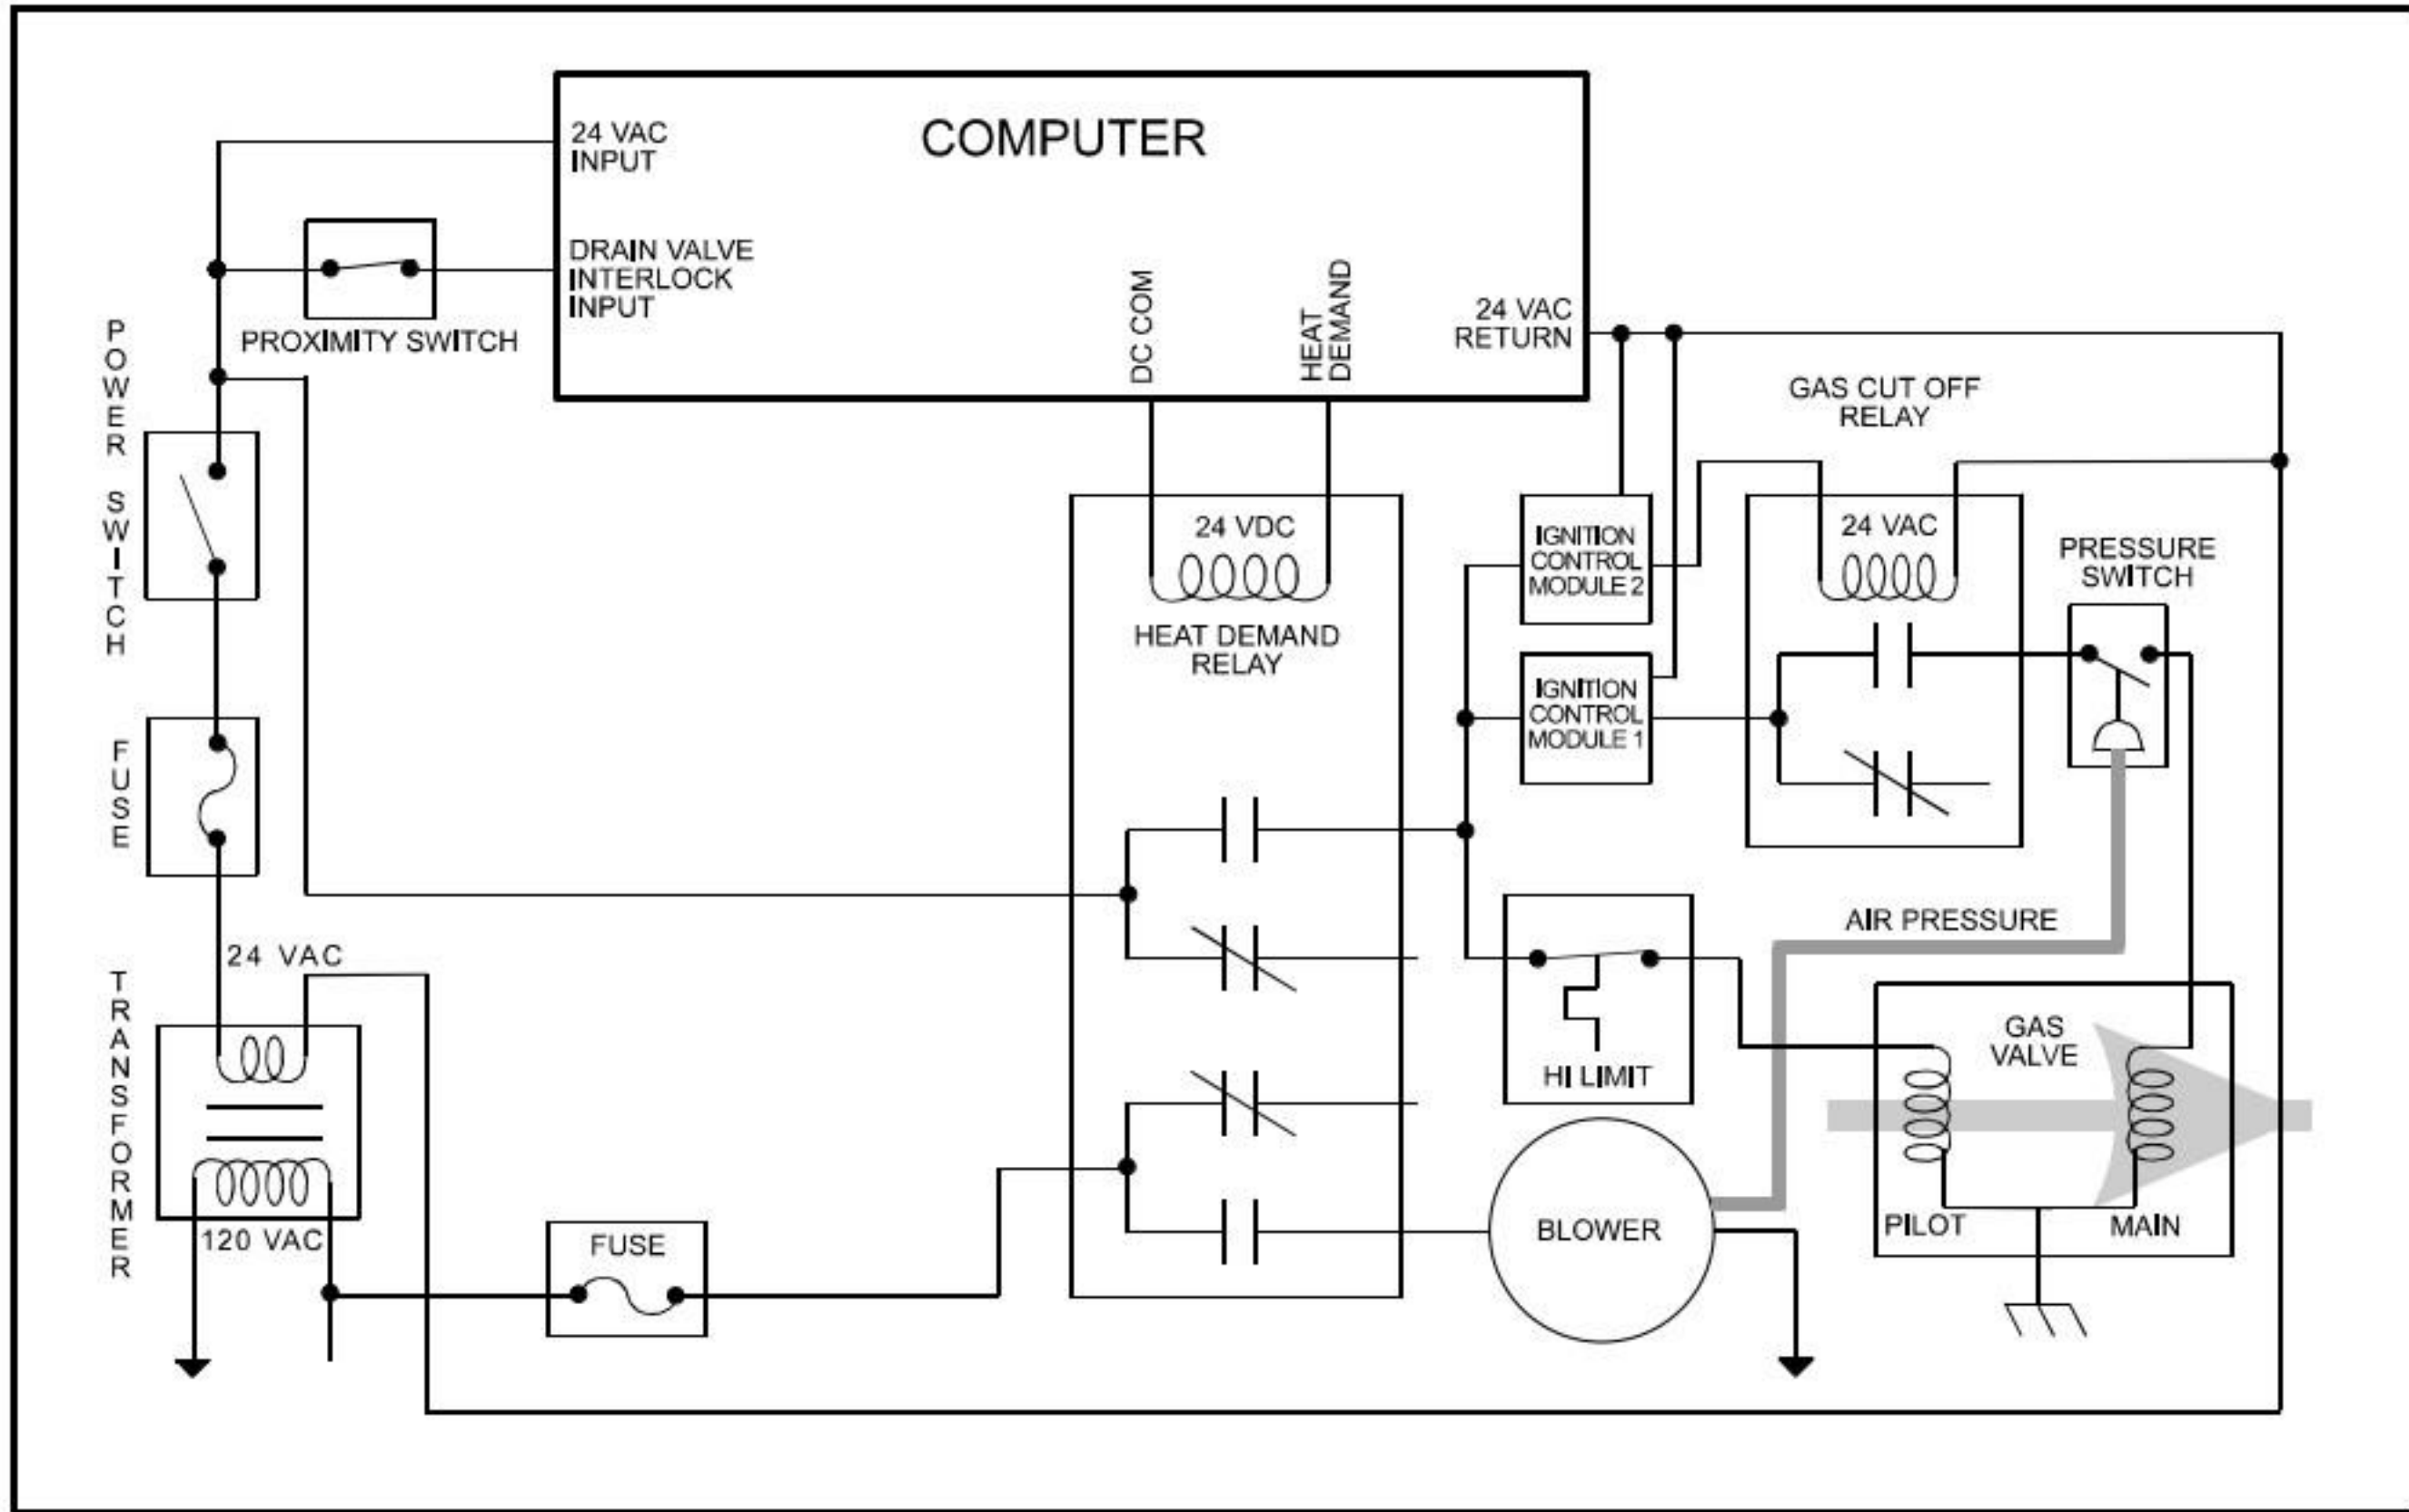 COMPUTER
24 VAC
INPUT
DRAIN VALVE
INTERLOCK
INPUT
PROXIMITY SWITCH
DC COM
HEAT
DEMAND
24 VAC
RETURN
POWER SWITCH
GAS CUT OFF
RELAY
24 VDC
HEAT DEMAND
RELAY
IGNITION
CONTROL
MODULE 2
24 VAC
PRESSURE
SWITCH
IGNITION
CONTROL
MODULE 1
FUSE
AIR PRESSURE
24 VAC
TRANSFORMER
HI LIMIT
GAS
VALVE
120 VAC
FUSE
BLOWER
PILOT
MAIN